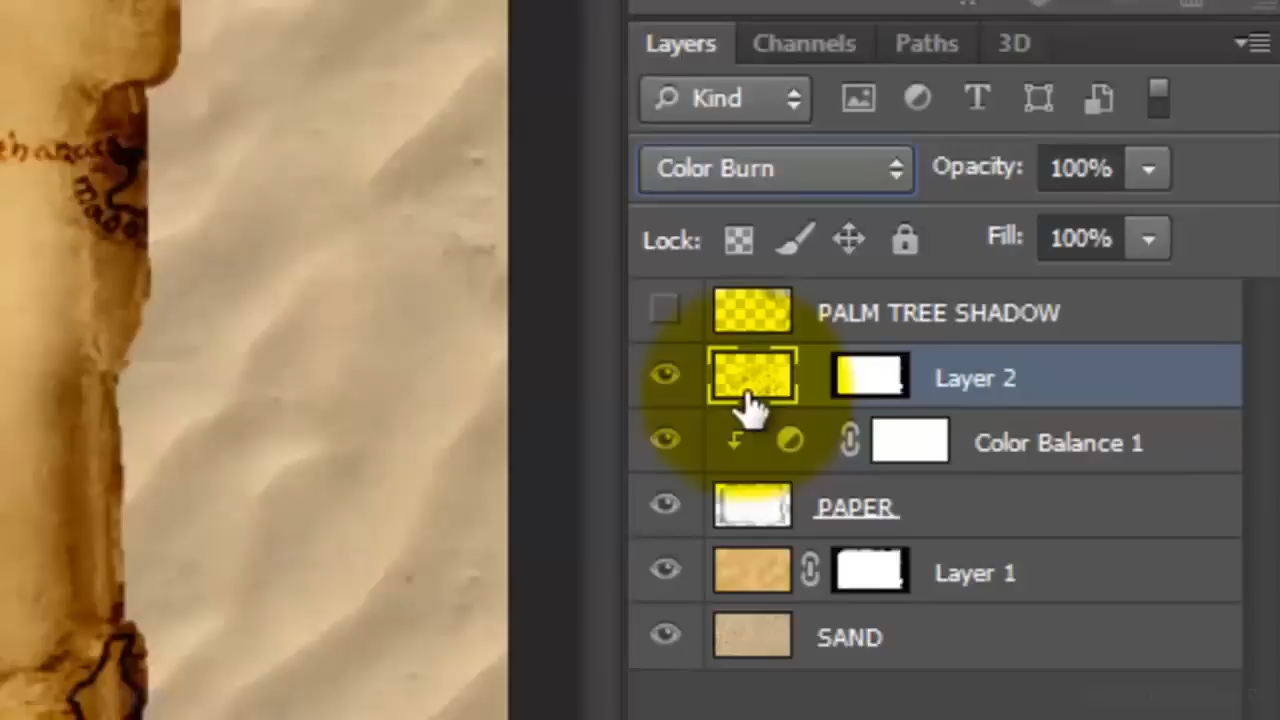 Layers Channels Paths 3D
Kind
Color Burn Opacity: 100%
Lock: Fill: 100%
PALM TREE SHADOW
Layer 2
Color Balance 1
PAPER
Layer 1
SAND